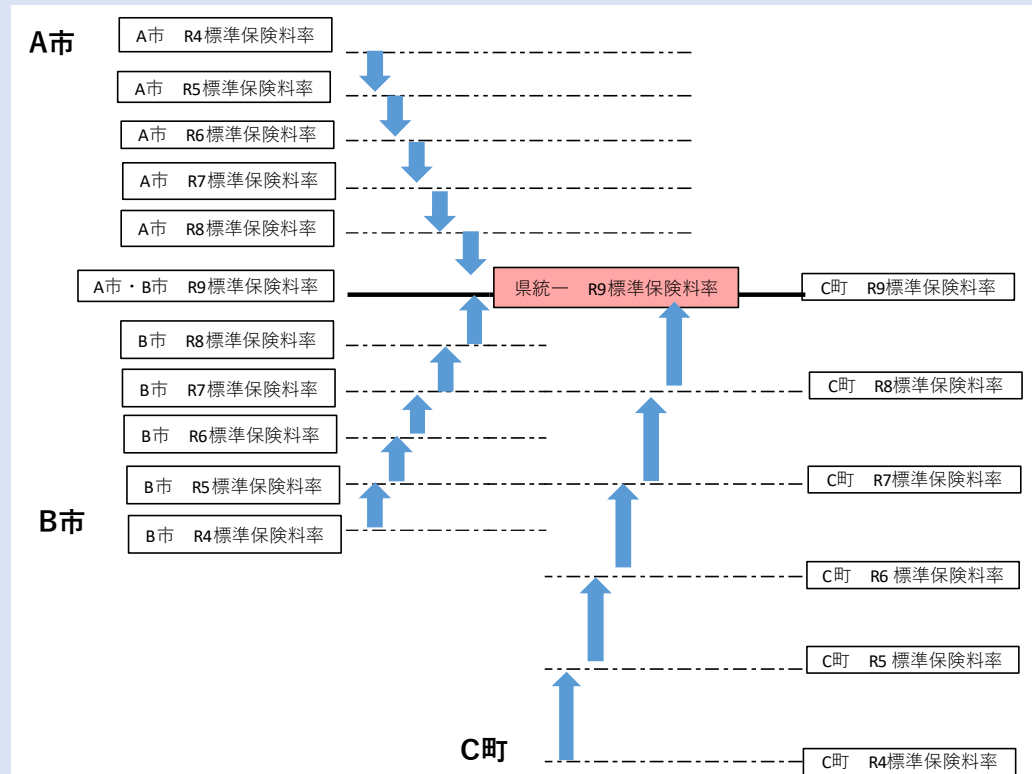 A市
A市　R4標準保険料率
A市　R5標準保険料率
A市　R6標準保険料率
A市　R7標準保険料率
A市　R8標準保険料率
A市・B市　R9標準保険料率
県統一　R9標準保険料率
C町　R9標準保険料率
B市　R8標準保険料率
B市　R7標準保険料率
C町　R8標準保険料率
B市　R6標準保険料率
B市　R5標準保険料率
C町　R7標準保険料率
B市
B市　R4標準保険料率
C町　R6 標準保険料率
C町　R5 標準保険料率
C町
C町　R4標準保険料率